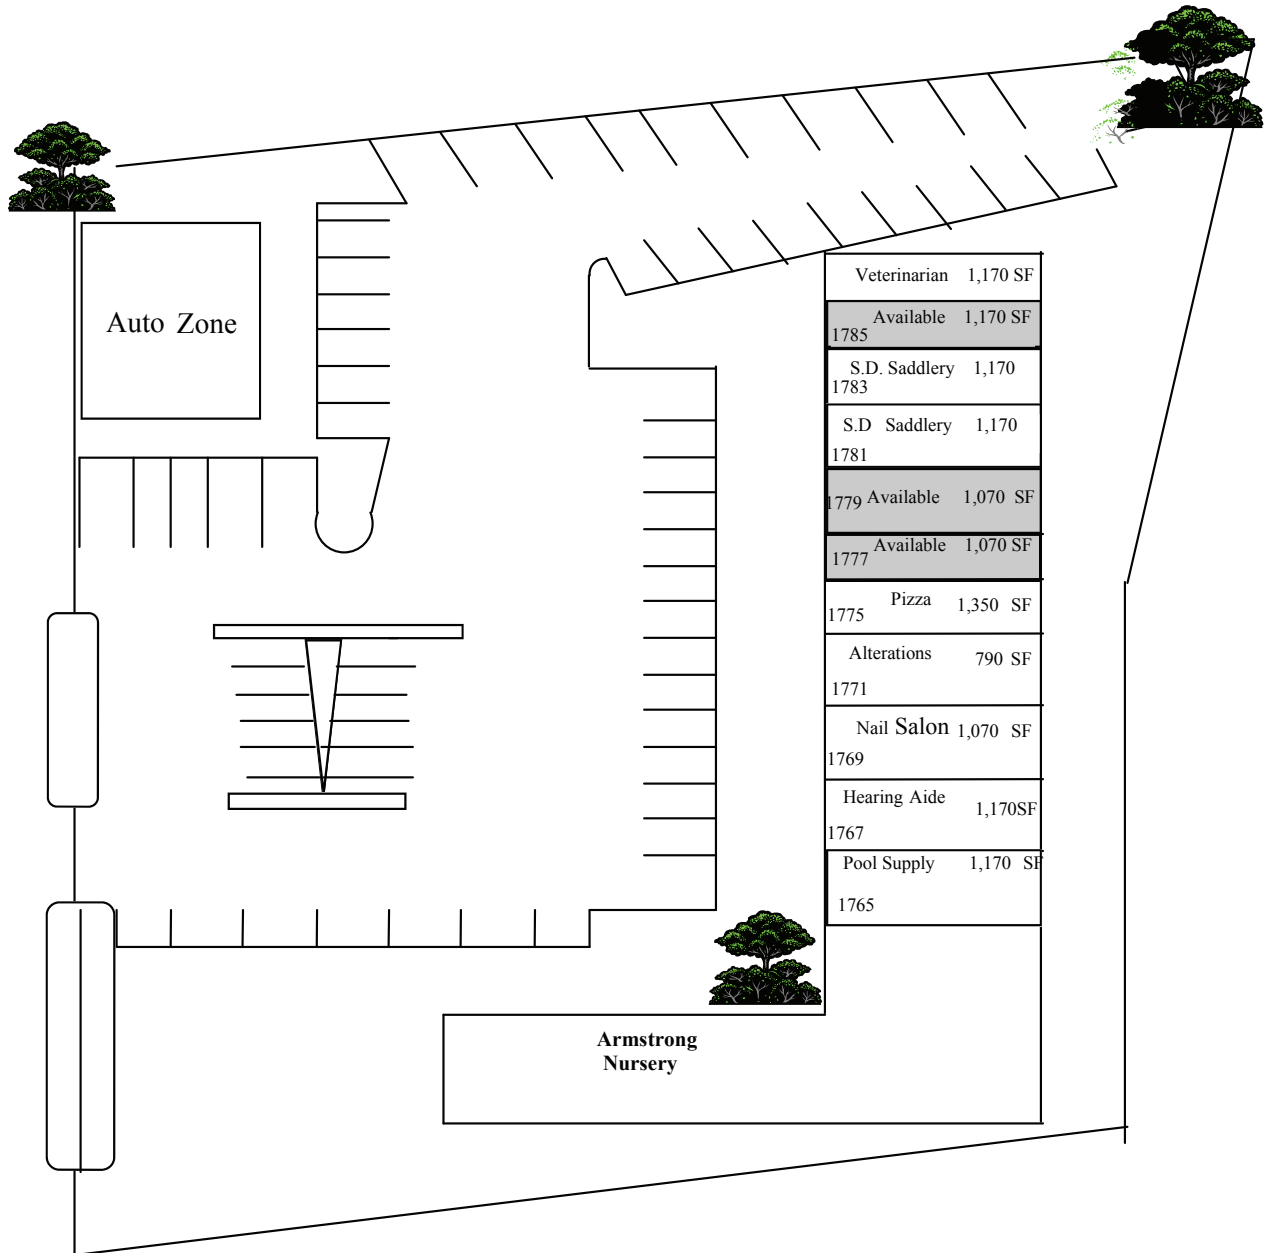 Auto Zone
Veterinarian 1,170 SF
Available 1,170 SF
1785
S.D. Saddlery 1,170
1783
S.D Saddlery 1,170
1781
1779 Available 1,070 SF
Available 1,070 SF
1777
Pizza 1,350 SF
1775
Alterations 790 SF
1771
Nail Salon 1,070 SF
1769
Hearing Aide 1,170SF
1767
Pool Supply 1,170 SF
1765
Armstrong
Nursery